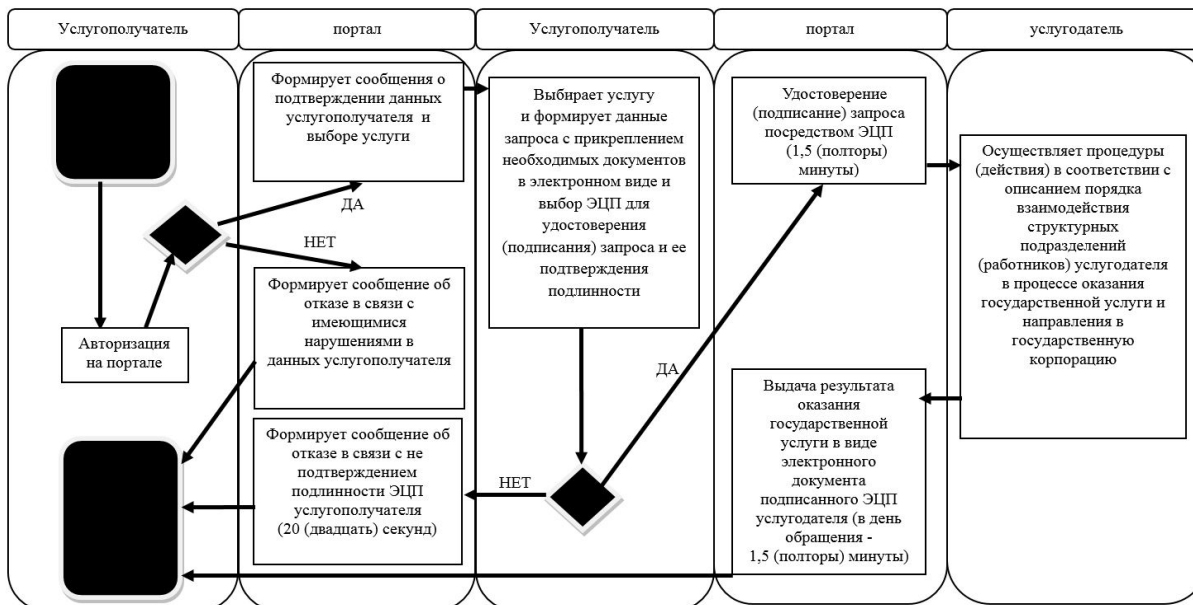 Услугополучатель
портал
Услугополучатель
портал
услугодатель
Авторизация
на портале
ДА
НЕТ
Формирует сообщения о
подтверждении данных
услугополучателя и
выборе услуги
Формирует сообщение об
отказе в связи с
имеющимися
нарушениями в
данных услугополучателя
Формирует сообщение об
отказе в связи с не
подтверждением
подлинности ЭЦП
услугополучателя
(20 (двадцать) секунд)
Выбирает услугу
и формирует данные
запроса с прикреплением
необходимых документов
в электронном виде и
выбор ЭЦП для
удостоверения
(подписания) запроса и ее
подтверждения
подлинности
НЕТ
ДА
Удостоверение
(подписание) запроса
посредством ЭЦП
(1,5 (полторы)
минуты)
Выдача результата
оказания
государственной
услуги в виде
электронного
документа
подписанного ЭЦП
услугодателя (в день
обращения -
1,5 (полторы) минуты)
Осуществляет процедуры
(действия) в соответствии с
описанием порядка
взаимодействия
структурных
подразделений
(работников) услугодателя
в процессе оказания
государственной услуги и
направления в
государственную
корпорацию